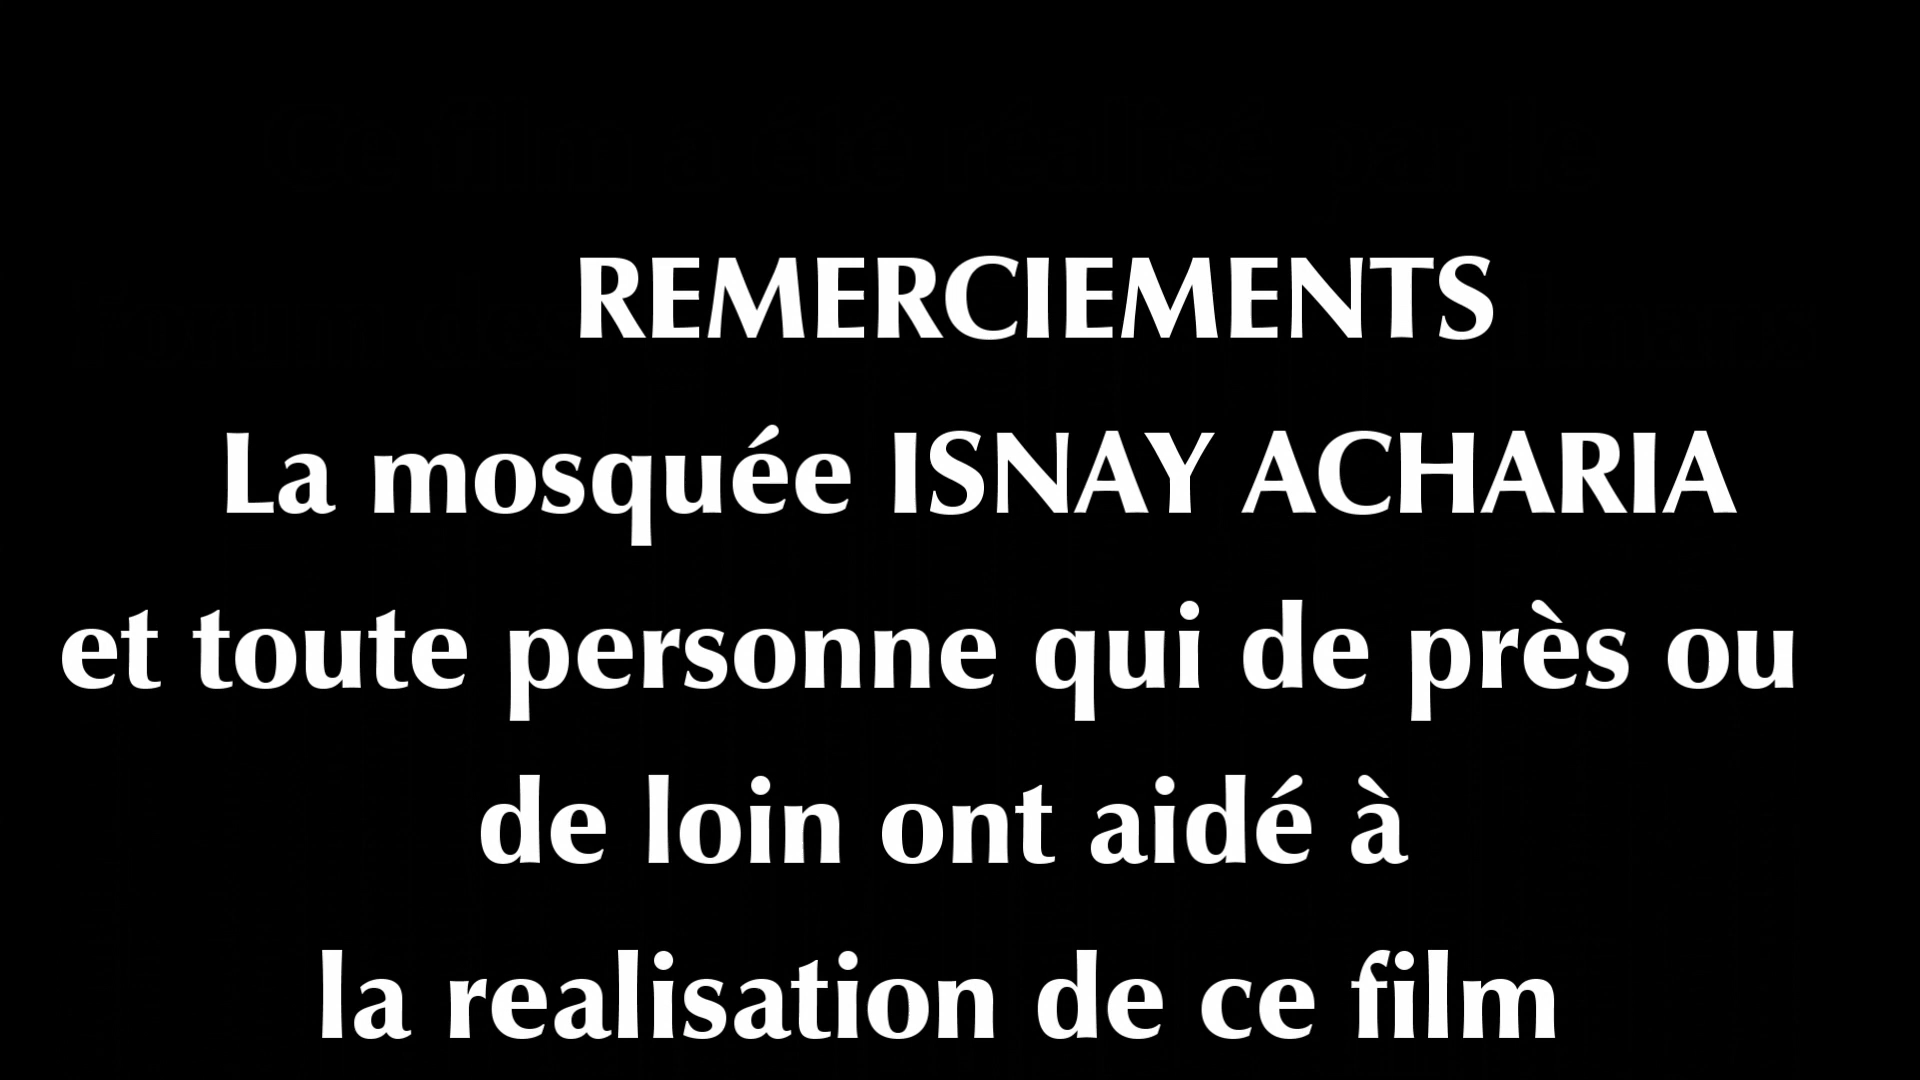 REMERCIEMENTS
La mosquée ISNAY ACHARIA
et toute personne qui de près ou
de loin ont aidé à
la realisation de ce film